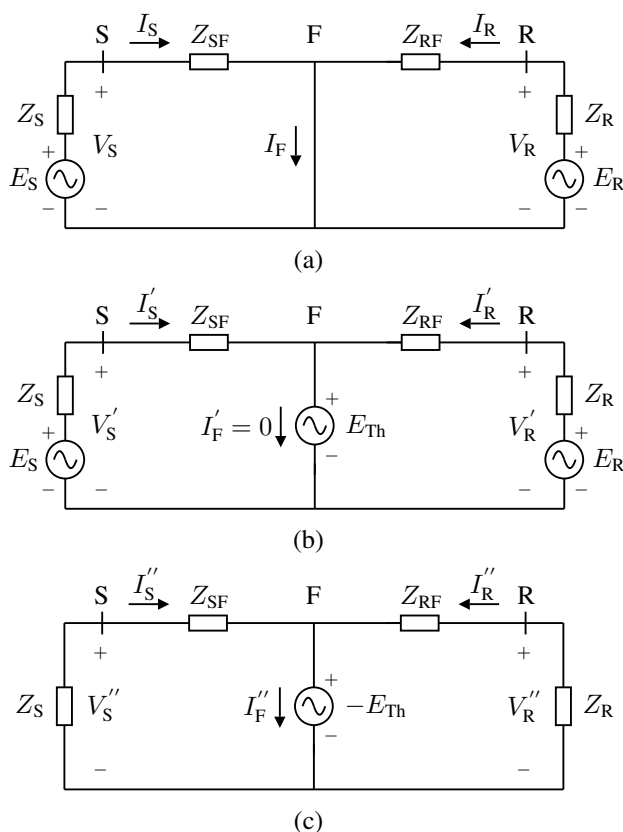 S I_S Z_SF F Z_RF I_R R
Z_S + V_S I_F V_R + Z_R
+ E_S − − + E_R − −
(a)
S I'_S Z_SF F Z_RF I'_R R
Z_S + V'_S + V'_R + Z_R
+ E_S − − I'_F = 0 E_Th − + E_R − −
(b)
S I''_S Z_SF F Z_RF I''_R R
+ + +
Z_S V''_S I''_F −E_Th V''_R Z_R
− − −
(c)